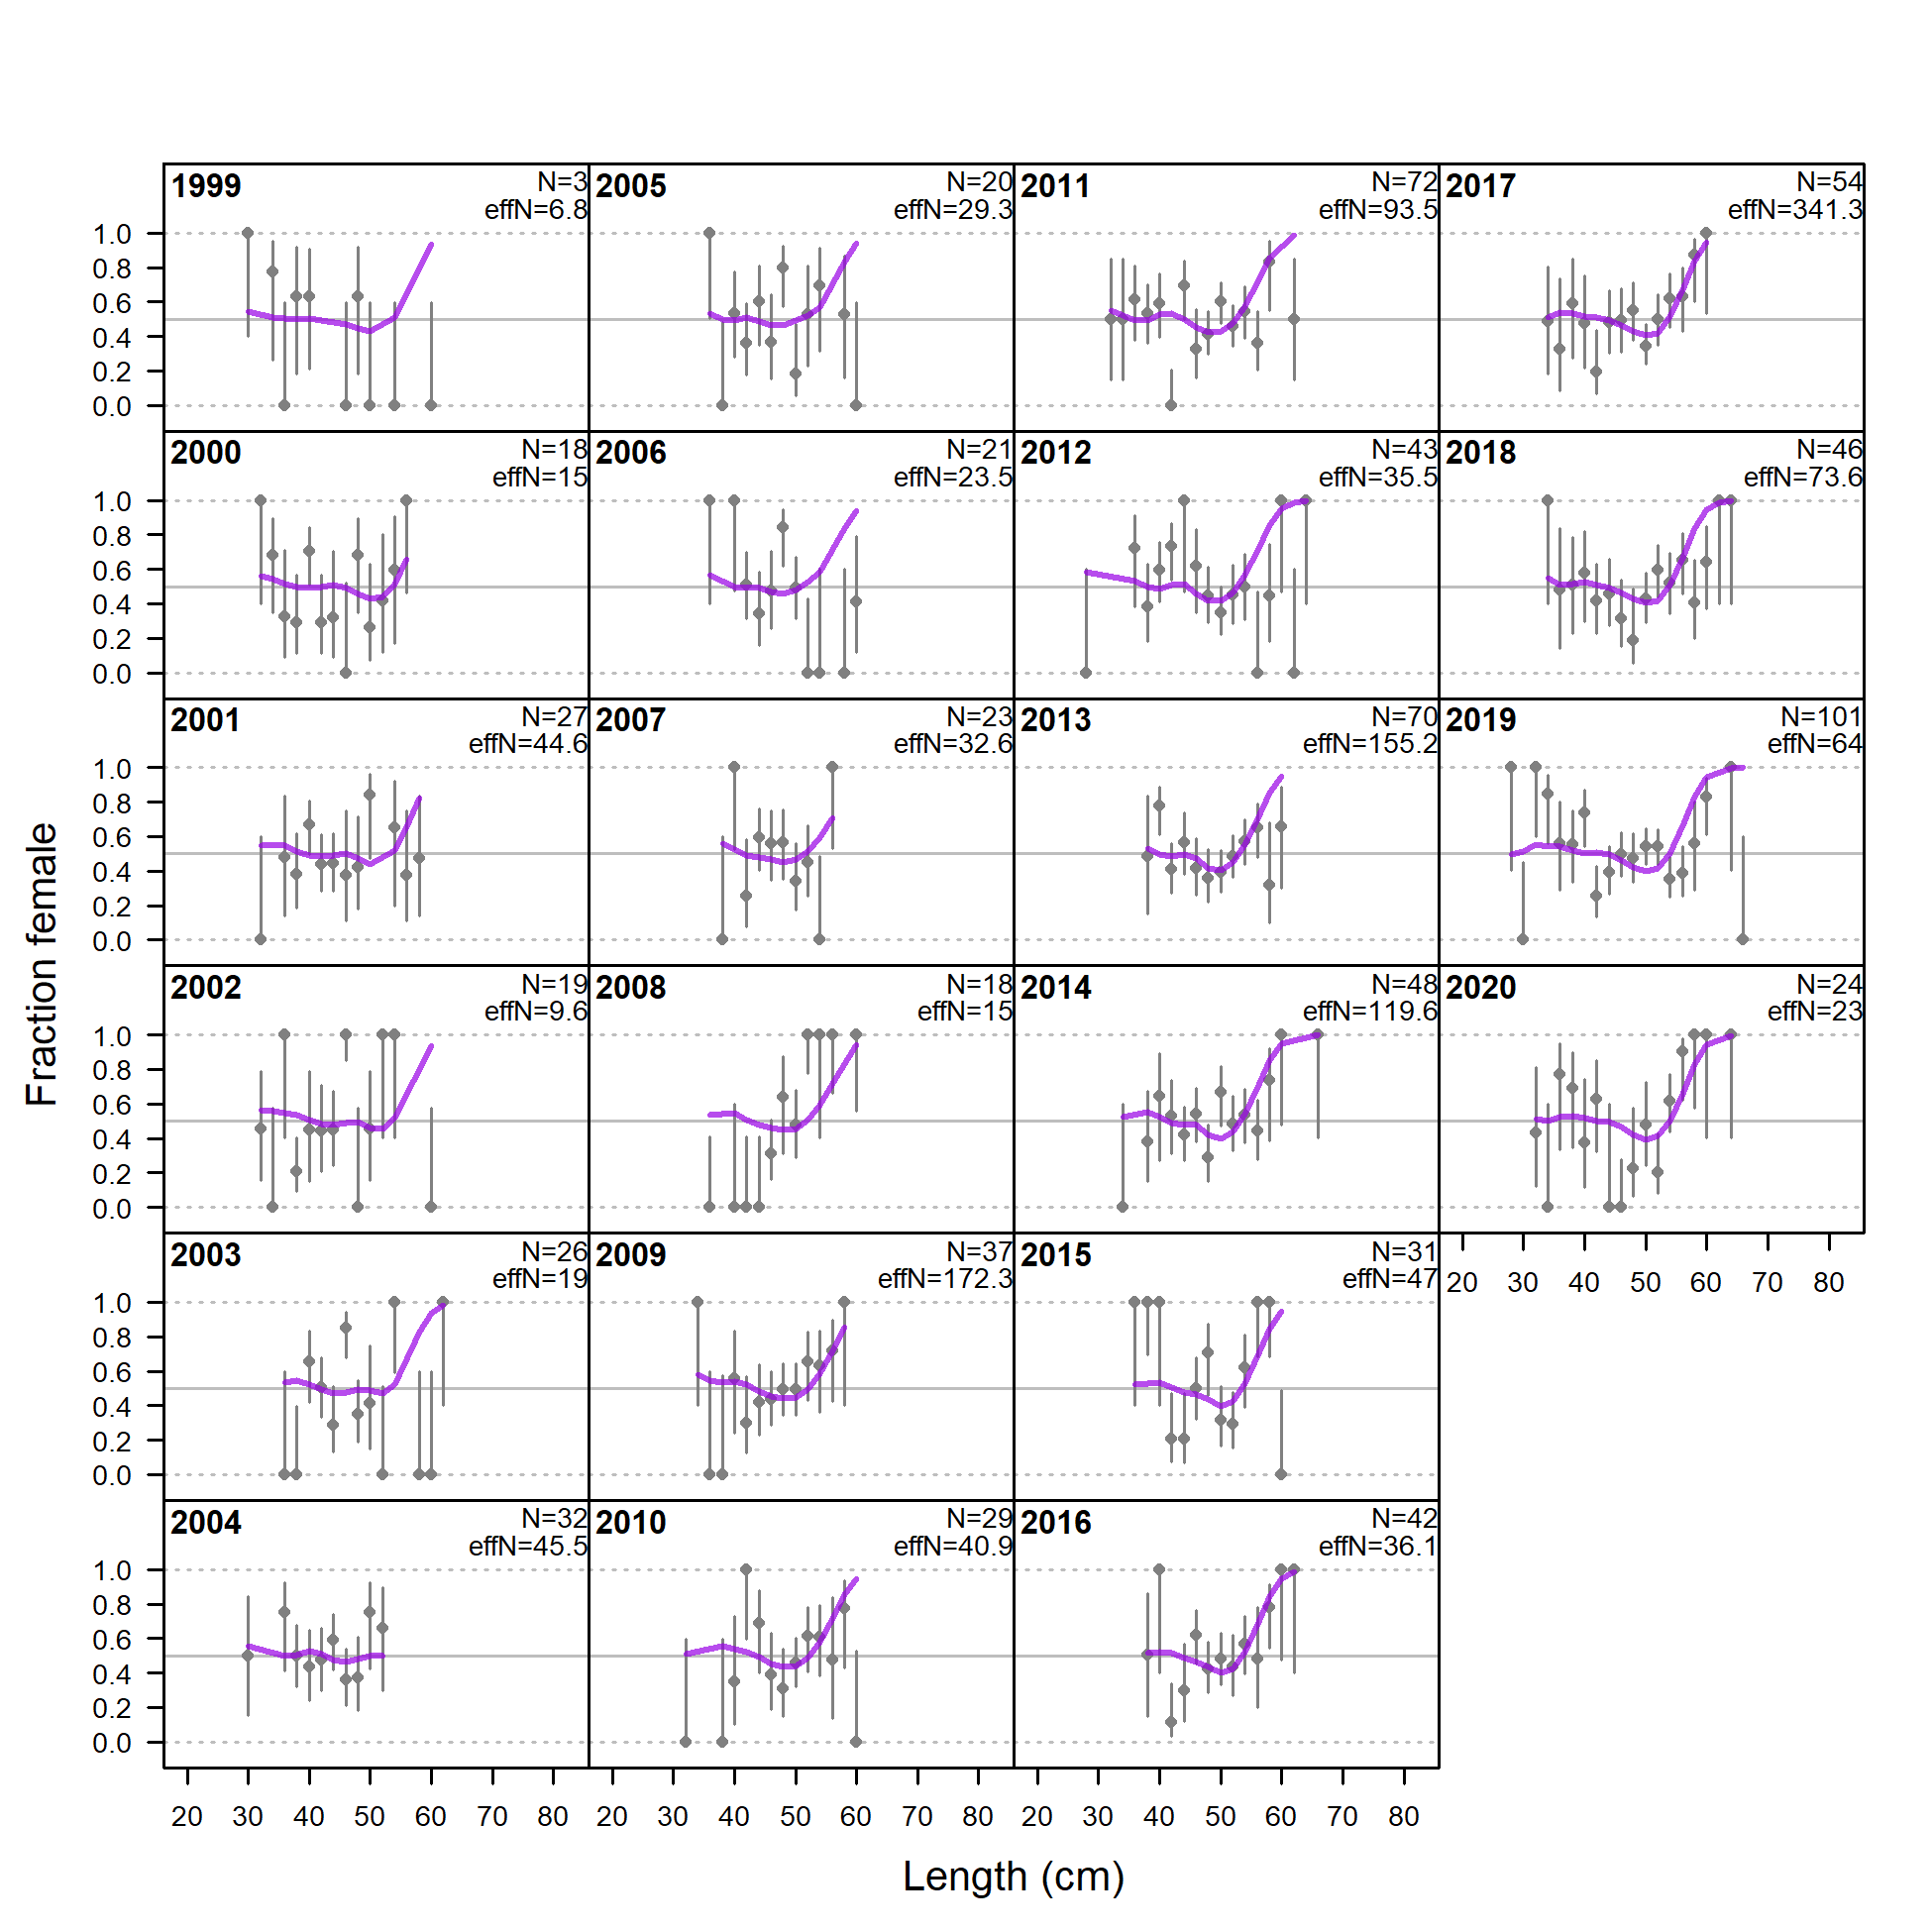 Fraction female
1999
N=3
effN=6.8
1.0
0.8
0.6
0.4
0.2
0.0
2005
N=20
effN=29.3
2011
N=72
effN=93.5
2017
N=54
effN=341.3
2000
N=18
effN=15
1.0
0.8
0.6
0.4
0.2
0.0
2006
N=21
effN=23.5
2012
N=43
effN=35.5
2018
N=46
effN=73.6
2001
N=27
effN=44.6
1.0
0.8
0.6
0.4
0.2
0.0
2007
N=23
effN=32.6
2013
N=70
effN=155.2
2019
N=101
effN=64
2002
N=19
effN=9.6
1.0
0.8
0.6
0.4
0.2
0.0
2008
N=18
effN=15
2014
N=48
effN=119.6
2020
N=24
effN=23
20 30 40 50 60 70 80
2003
N=26
effN=19
1.0
0.8
0.6
0.4
0.2
0.0
2009
N=37
effN=172.3
2015
N=31
effN=47
2004
N=32
effN=45.5
1.0
0.8
0.6
0.4
0.2
0.0
2010
N=29
effN=40.9
2016
N=42
effN=36.1
20 30 40 50 60 70 80 20 30 40 50 60 70 80 20 30 40 50 60 70 80
Length (cm)